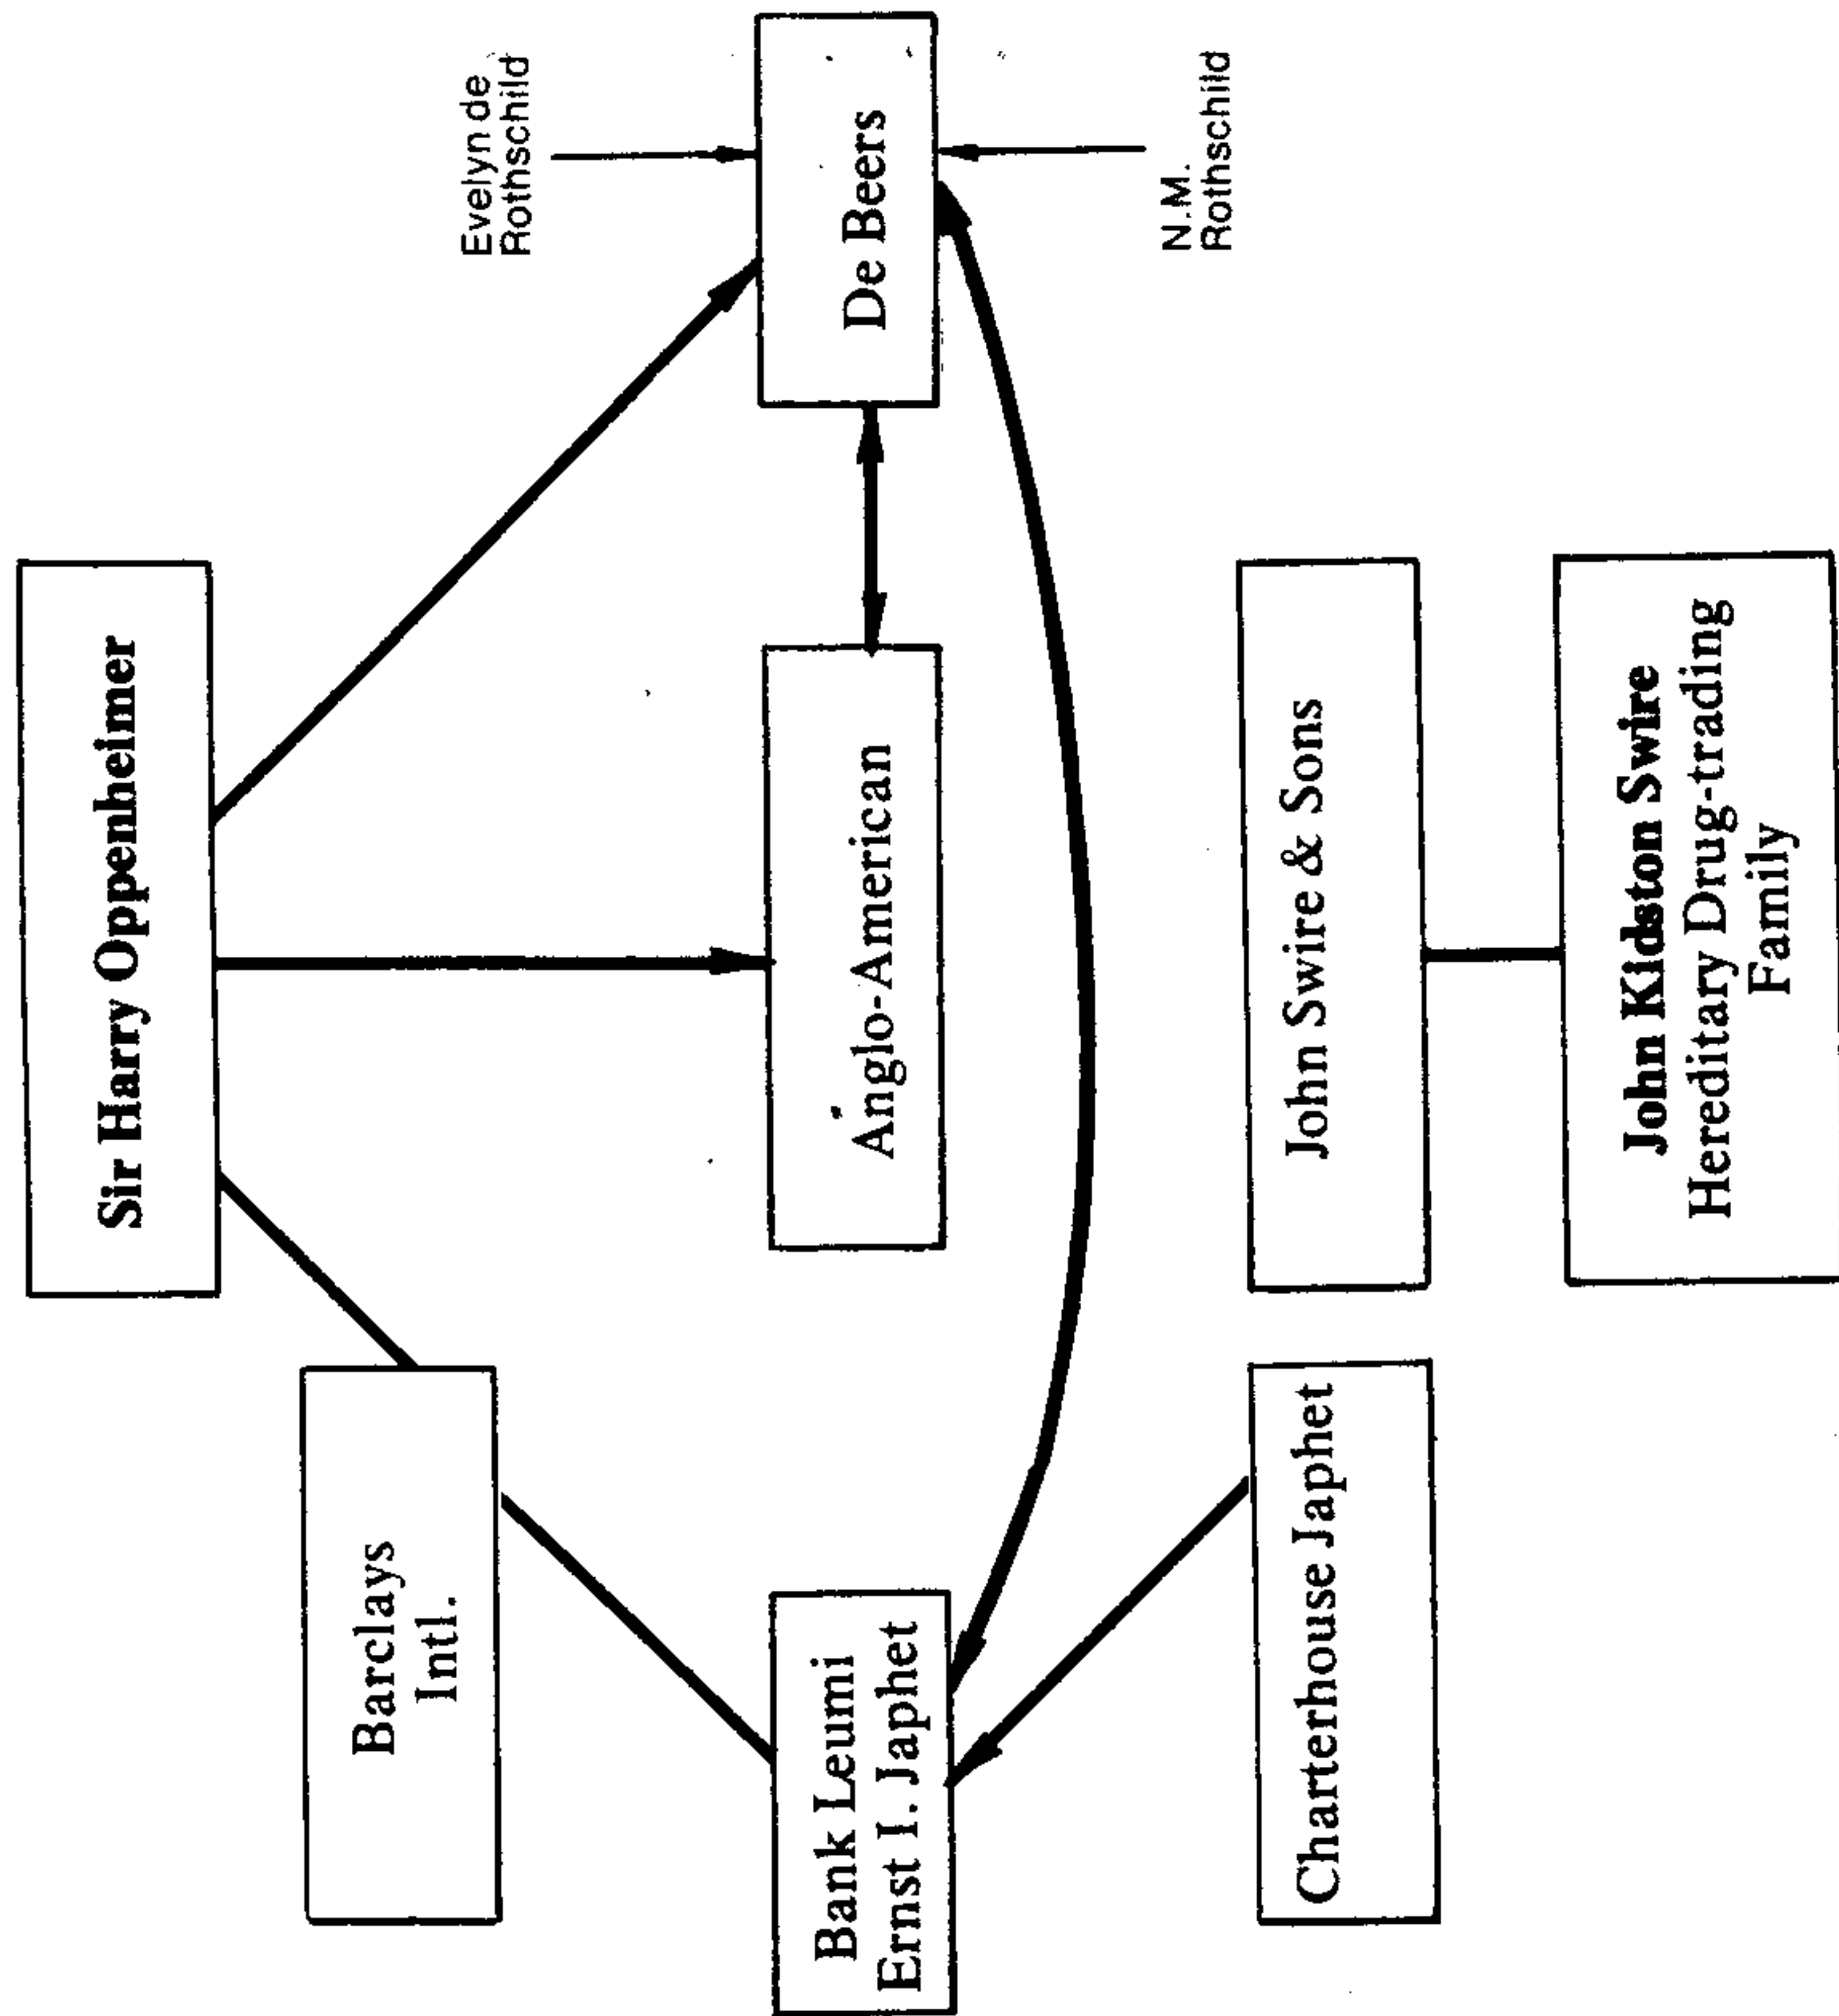 Sir Harry Oppenheimer
Barclays
Intl.
Evelyn de
Rothschild
Bank Leumi
Ernst I. Japhet
Anglo-American
De Beers
N.M.
Rothschild
Charterhouse Japhet
John Swire & Sons
John Kidston Swire
Hereditary Drug-trading
Family